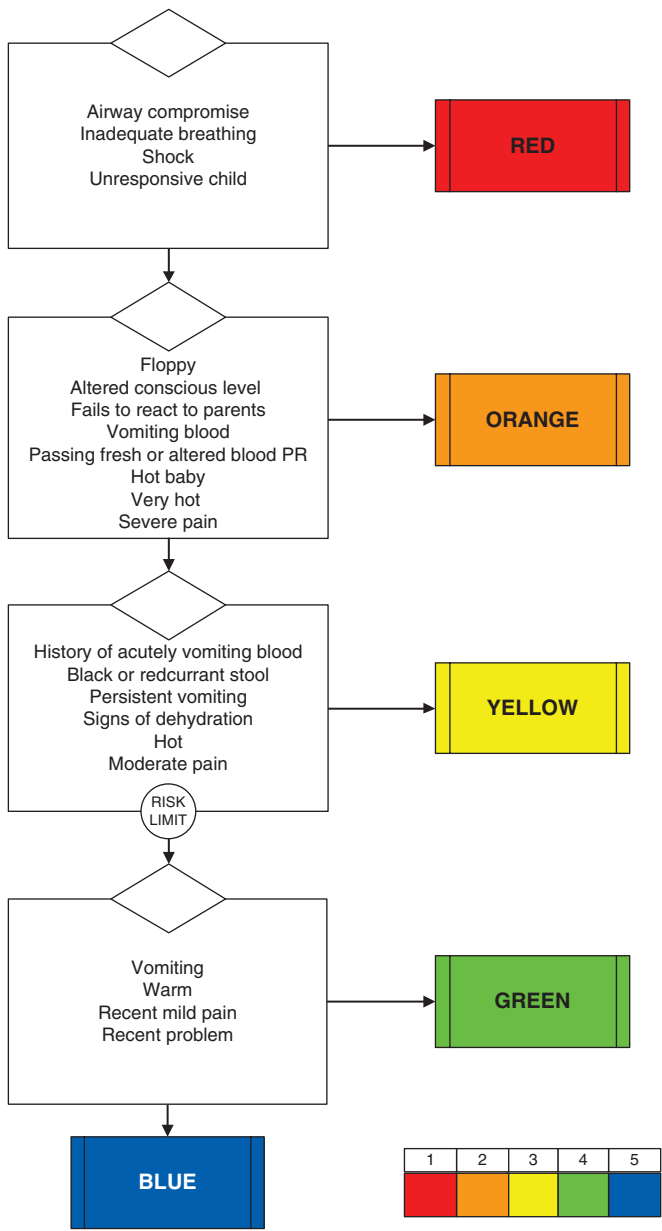 Airway compromise
Inadequate breathing
Shock
Unresponsive child
RED
Floppy
Altered conscious level
Fails to react to parents
Vomiting blood
Passing fresh or altered blood PR
Hot baby
Very hot
Severe pain
ORANGE
History of acutely vomiting blood
Black or redcurrant stool
Persistent vomiting
Signs of dehydration
Hot
Moderate pain
YELLOW
RISK
LIMIT
Vomiting
Warm
Recent mild pain
Recent problem
GREEN
BLUE
1 2 3 4 5